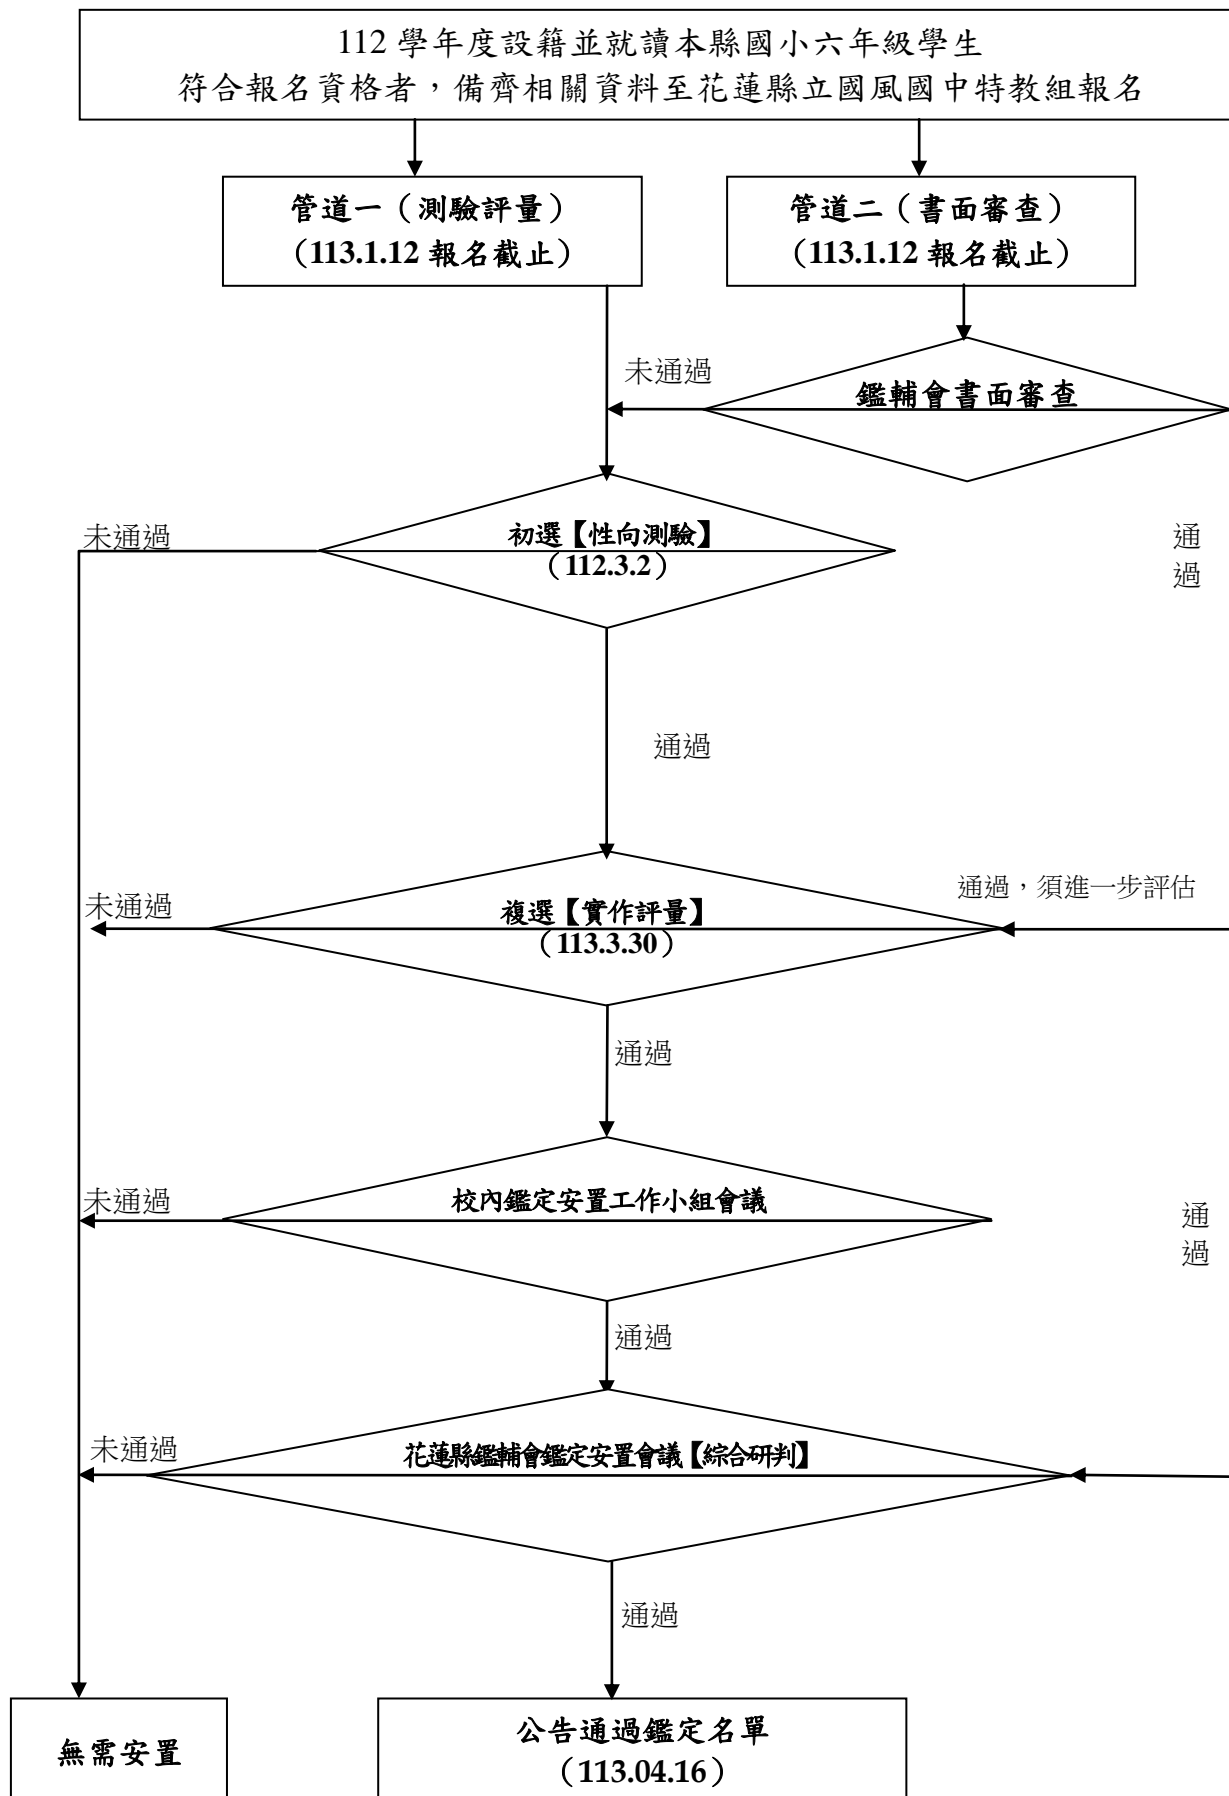 112 學年度設籍並就讀本縣國小六年級學生
符合報名資格者，備齊相關資料至花蓮縣立國風國中特教組報名
管道一（測驗評量）
（113.1.12 報名截止）
管道二（書面審查）
（113.1.12 報名截止）
未通過
鑑輔會書面審查
未通過
初選【性向測驗】
（112.3.2）
通
過
通過
未通過
複選【實作評量】
（113.3.30）
通過，須進一步評估
通過
未通過
校內鑑定安置工作小組會議
通
過
通過
未通過
花蓮縣鑑輔會鑑定安置會議【綜合研判】
通過
無需安置
公告通過鑑定名單
（113.04.16）